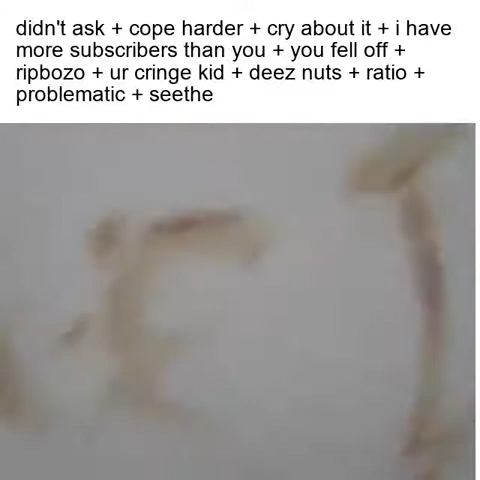 didn't ask + cope harder + cry about it + i have
more subscribers than you + you fell off +
ripbozo + ur cringe kid + deez nuts + ratio +
problematic + seethe